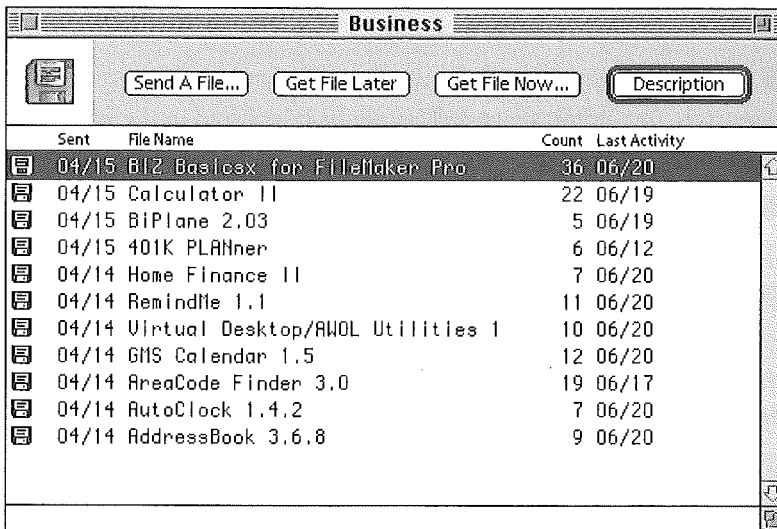 Business
Send A File... Get File Later Get File Now... Description
Sent File Name Count Last Activity
04/15 BIZ Basicsx for FileMaker Pro 36 06/20
04/15 Calculator II 22 06/19
04/15 BiPlane 2.03 5 06/19
04/15 401K PLANner 6 06/12
04/14 Home Finance II 7 06/20
04/14 RemindMe 1.1 11 06/20
04/14 Virtual Desktop/AWOL Utilities 1 10 06/20
04/14 GMS Calendar 1.5 12 06/20
04/14 AreaCode Finder 3.0 19 06/17
04/14 AutoClock 1.4.2 7 06/20
04/14 AddressBook 3.6.8 9 06/20